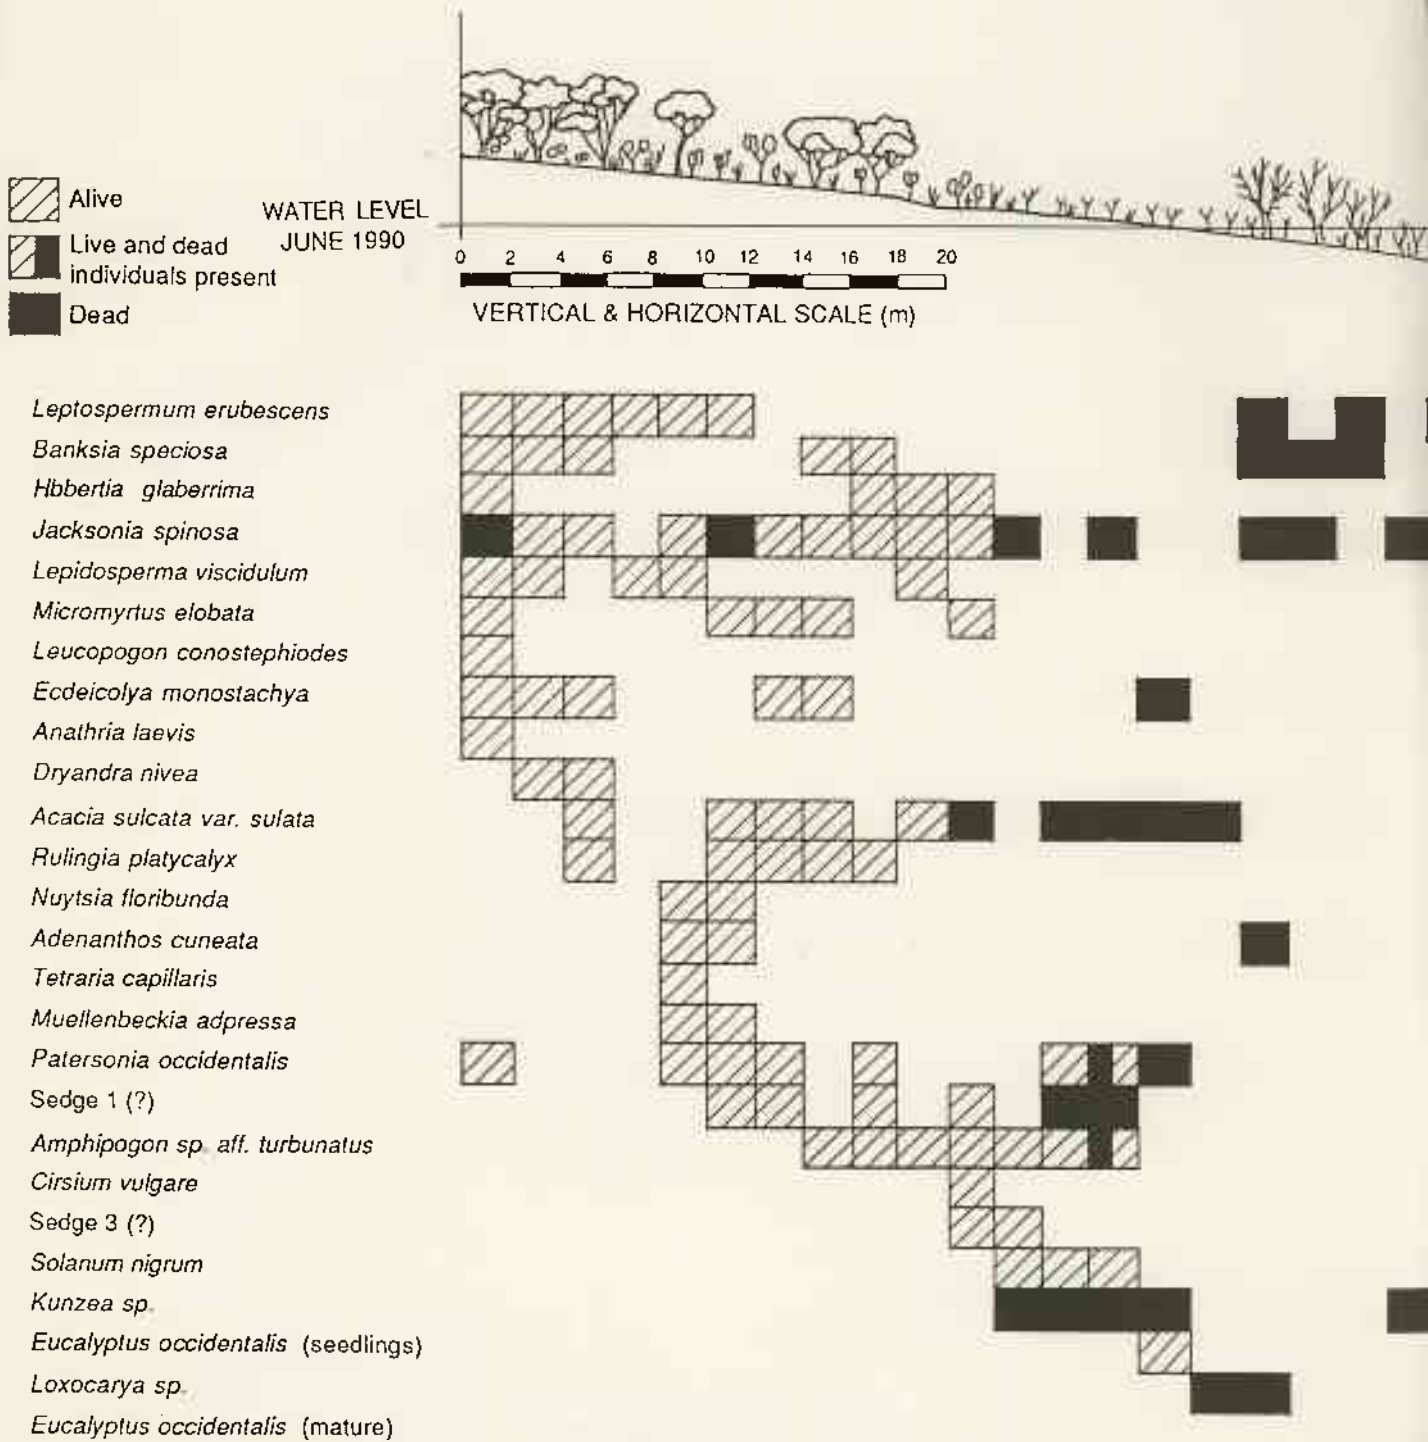 Alive
Live and dead
individuals present
Dead
WATER LEVEL
JUNE 1990
0 2 4 6 8 10 12 14 16 18 20
VERTICAL & HORIZONTAL SCALE (m)
Leptospermum erubescens
Banksia speciosa
Hbbertia glaberrima
Jacksonia spinosa
Lepidosperma viscidulum
Micromyrtus elobata
Leucopogon conostephiodes
Ecdeicolya monostachya
Anathria laevis
Dryandra nivea
Acacia sulcata var. sulata
Rulingia platycalyx
Nuytsia floribunda
Adenanthos cuneata
Tetraria capillaris
Muellenbeckia adpressa
Patersonia occidentalis
Sedge 1 (?)
Amphipogon sp. aff. turbunatus
Cirsium vulgare
Sedge 3 (?)
Solanum nigrum
Kunzea sp.
Eucalyptus occidentalis (seedlings)
Loxocarya sp.
Eucalyptus occidentalis (mature)